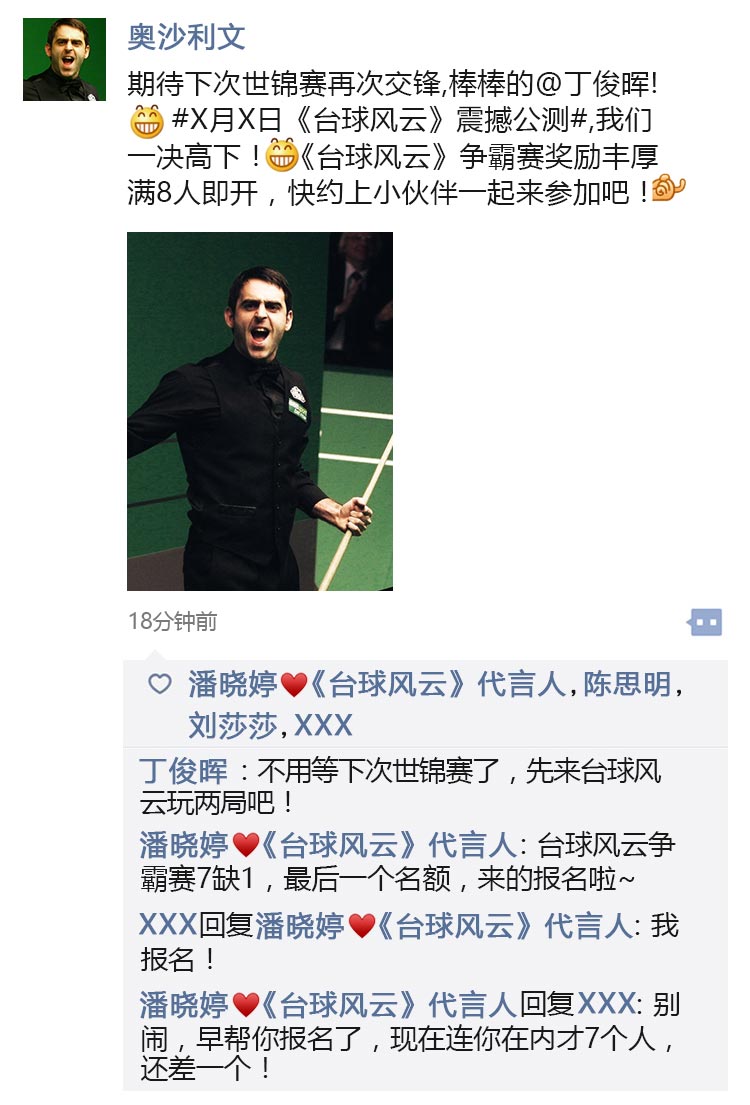 奥沙利文
期待下次世锦赛再次交锋,棒棒的@丁俊晖!
#X月X日《台球风云》震撼公测#,我们
一决高下！《台球风云》争霸赛奖励丰厚
满8人即开，快约上小伙伴一起来参加吧！
18分钟前
潘晓婷❤《台球风云》代言人,陈思明,
刘莎莎,XXX
丁俊晖：不用等下次世锦赛了，先来台球风
云玩两局吧！
潘晓婷❤《台球风云》代言人: 台球风云争
霸赛7缺1，最后一个名额，来的报名啦~
XXX回复潘晓婷❤《台球风云》代言人: 我
报名！
潘晓婷❤《台球风云》代言人回复XXX: 别
闹，早帮你报名了，现在连你在内才7个人，
还差一个！